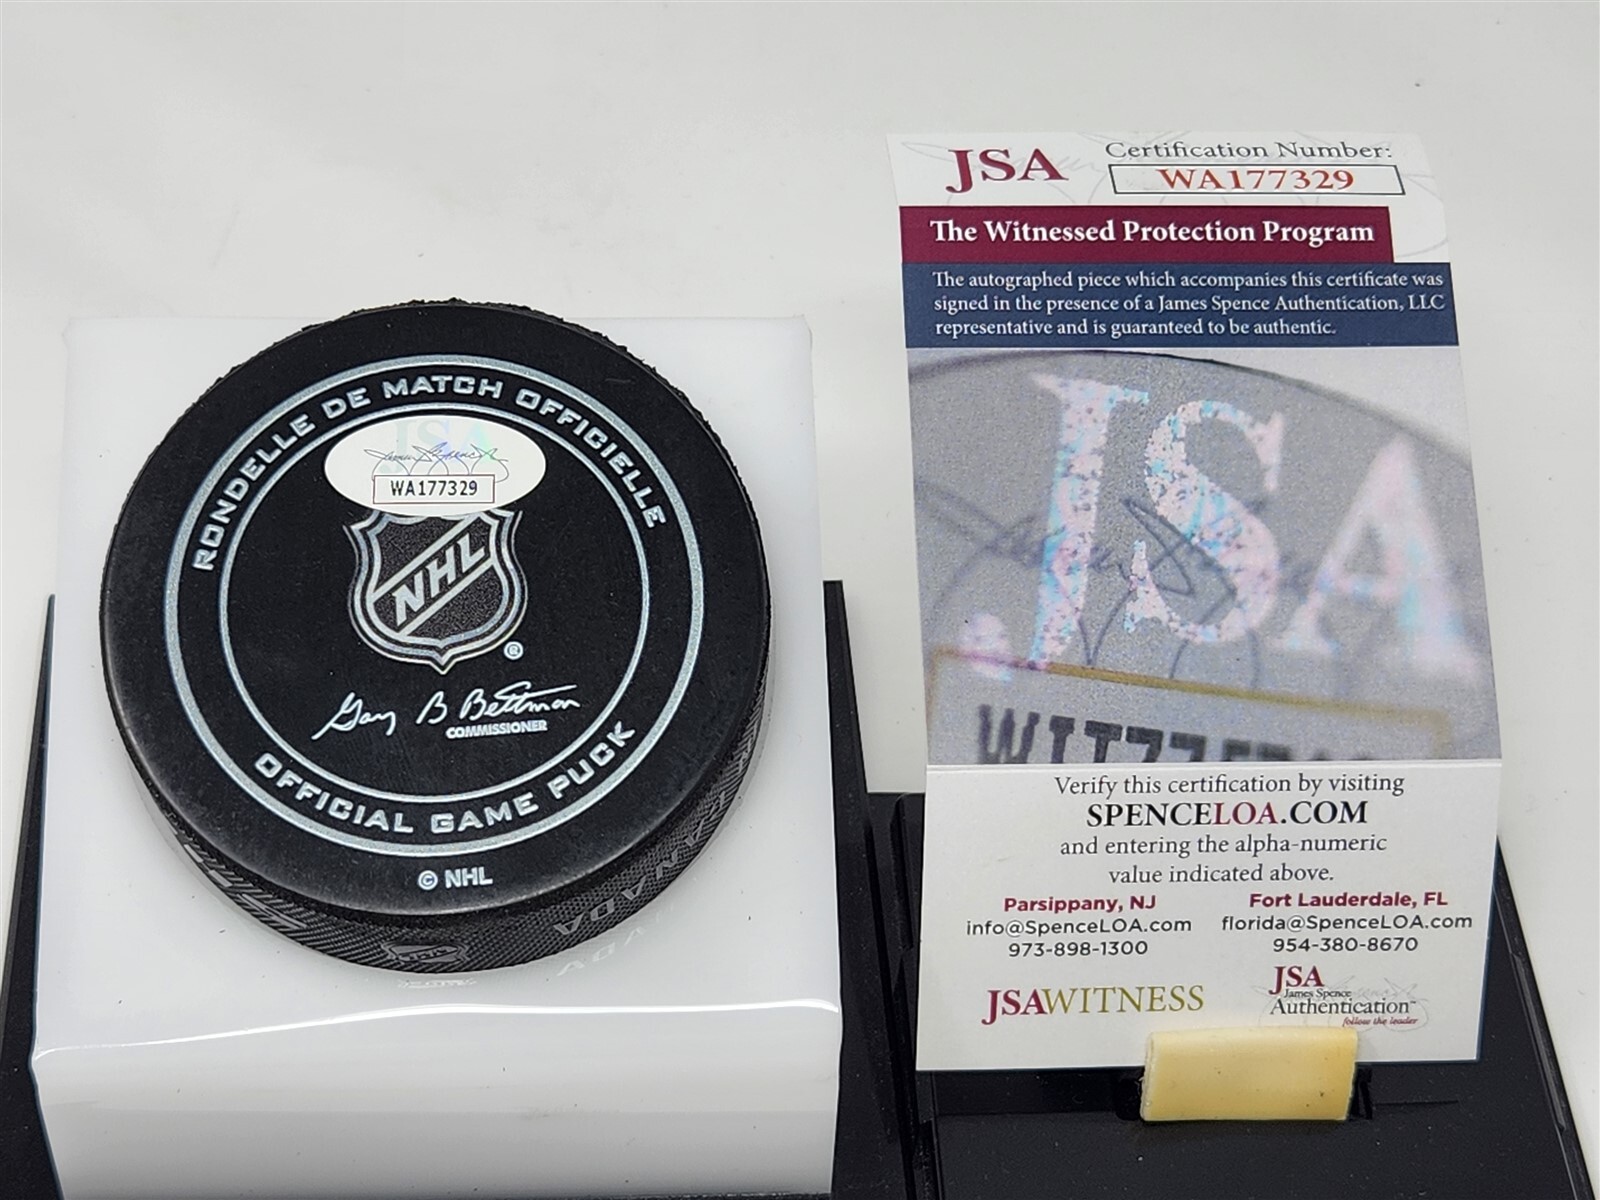 RONDELLE DE MATCH OFFICIELLE
JSA
WA177329
NHL
®
Gary B Bettman
COMMISSIONER
OFFICIAL GAME PUCK
© NHL
CANADA
JSA
Certification Number:
WA177329
The Witnessed Protection Program
The autographed piece which accompanies this certificate was
signed in the presence of a James Spence Authentication, LLC
representative and is guaranteed to be authentic.
JSA
Verify this certification by visiting
SPENCELOA.COM
and entering the alpha-numeric
value indicated above.
Parsippany, NJ
info@SpenceLOA.com
973-898-1300
Fort Lauderdale, FL
florida@SpenceLOA.com
954-380-8670
JSAWITNESS
JSA
James Spence
Authentication™
follow the leader